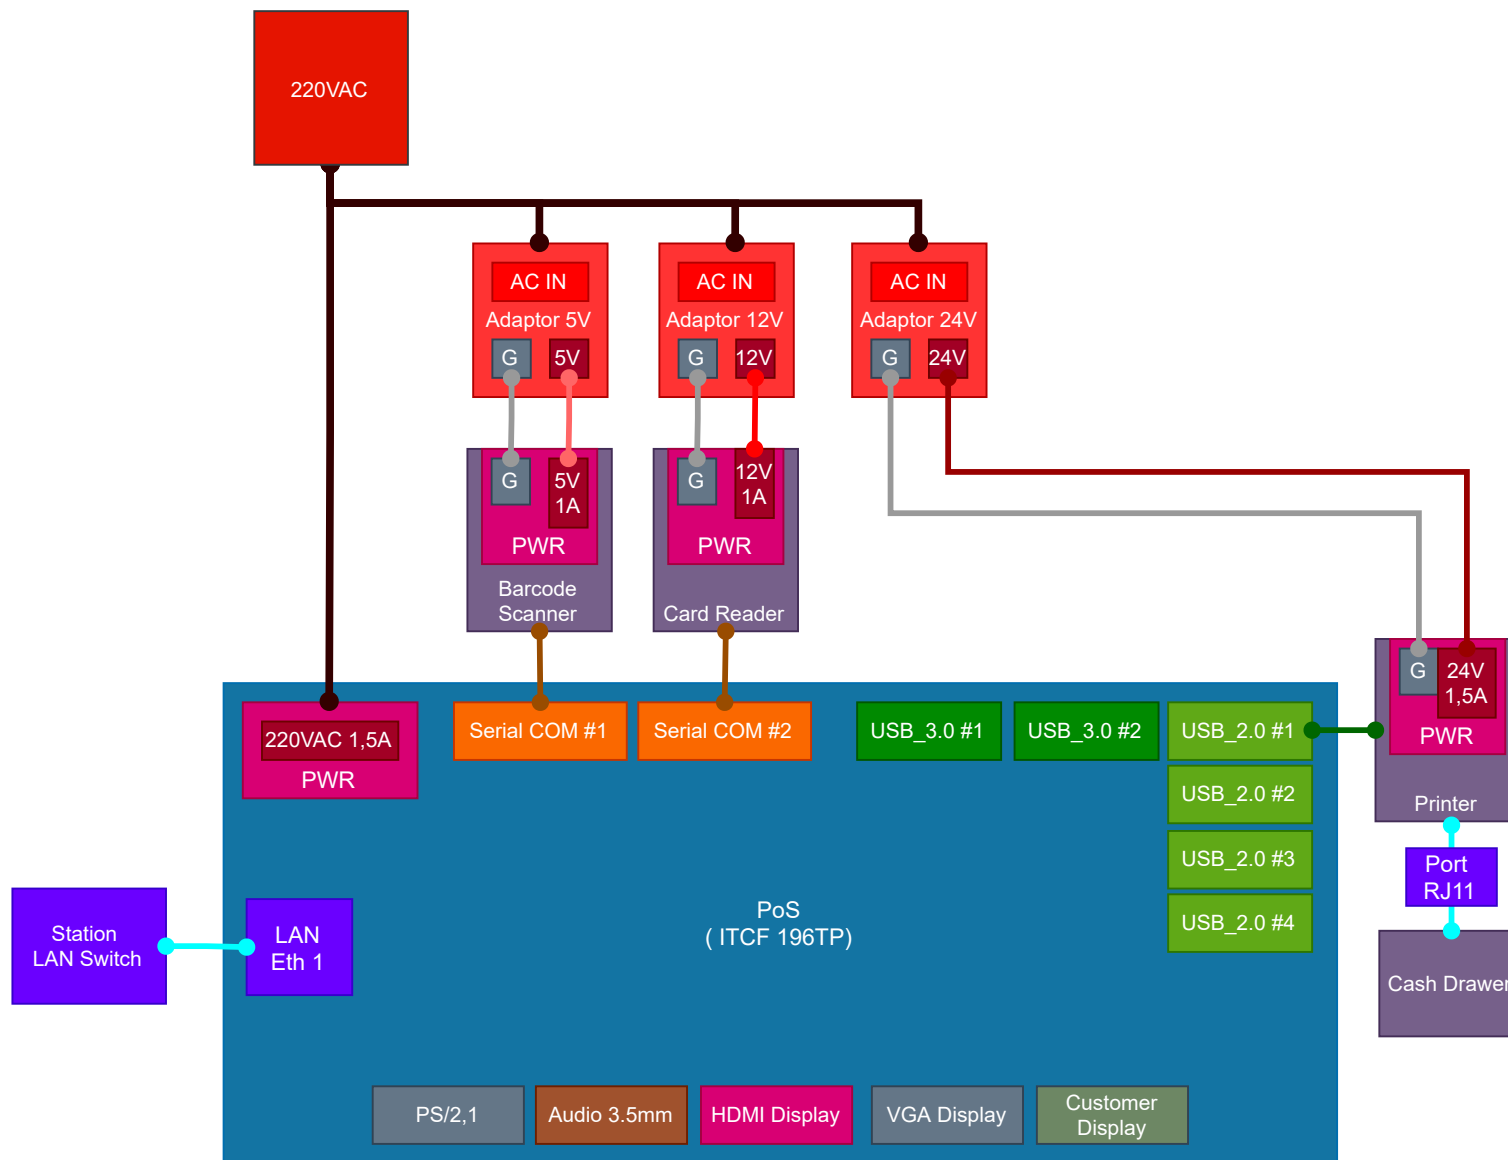 220VAC
AC IN
Adaptor 5V
G
5V
AC IN
Adaptor 12V
G
12V
AC IN
Adaptor 24V
G
24V
G
5V
1A
PWR
Barcode
Scanner
G
12V
1A
PWR
Card Reader
G
24V
1,5A
PWR
Printer
220VAC 1,5A
PWR
Serial COM #1
Serial COM #2
USB_3.0 #1
USB_3.0 #2
USB_2.0 #1
USB_2.0 #2
USB_2.0 #3
USB_2.0 #4
Port
RJ11
Cash Drawer
Station
LAN Switch
LAN
Eth 1
PoS
( ITCF 196TP)
PS/2,1
Audio 3.5mm
HDMI Display
VGA Display
Customer
Display